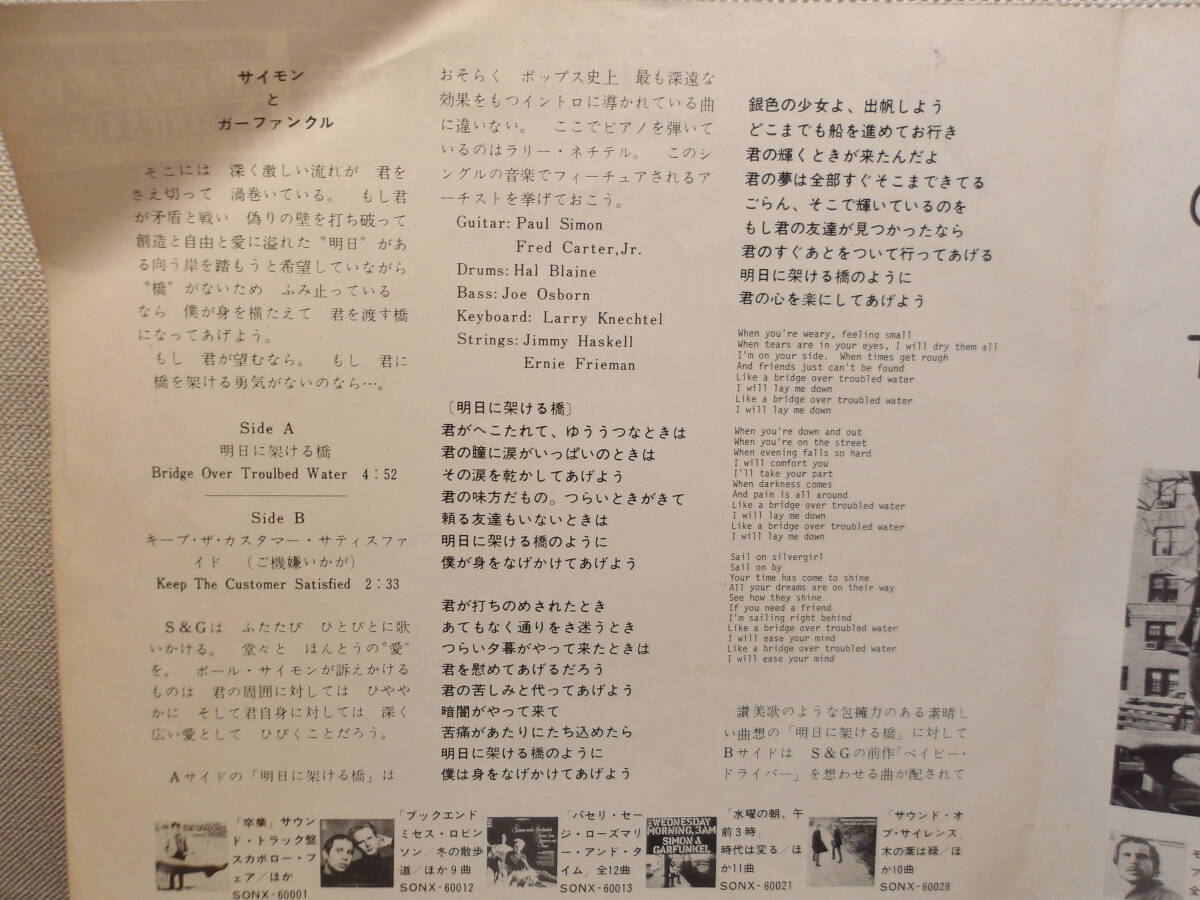 サイモン
と
ガーファンクル
そこには 深く激しい流れが 君を
さえ切って 渦巻いている。 もし君
が矛盾と戦い 偽りの壁を打ち破って
創造と自由と愛に溢れた〝明日〟があ
る向う岸を踏もうと希望していながら
〝橋〟がないため ふみ止っている
なら 僕が身を横たえて 君を渡す橋
になってあげよう。
もし 君が望むなら。 もし 君に
橋を架ける勇気がないのなら…。
Side A
明日に架ける橋
Bridge Over Troulbed Water 4:52
Side B
キープ・ザ・カスタマー・サティスファ
イド (ご機嫌いかが)
Keep The Customer Satisfied 2:33
S&Gは ふたたび ひとびとに歌
いかける。 堂々と ほんとうの〝愛〟
を。 ポール・サイモンが訴えかける
ものは 君の周囲に対しては ひやや
かに そして君自身に対しては 深く
広い愛として ひびくことだろう。
Aサイドの「明日に架ける橋」は
おそらく ポップス史上 最も深遠な
効果をもつイントロに導かれている曲
に違いない。 ここでピアノを弾いて
いるのはラリー・ネチテル。 このシ
ングルの音楽でフィーチュアされるア
ーチストを挙げておこう。
Guitar: Paul Simon
Fred Carter,Jr.
Drums: Hal Blaine
Bass: Joe Osborn
Keyboard: Larry Knechtel
Strings: Jimmy Haskell
Ernie Frieman
〔明日に架ける橋〕
君がへこたれて、ゆううつなときは
君の瞳に涙がいっぱいのときは
その涙を乾かしてあげよう
君の味方だもの。つらいときがきて
頼る友達もいないときは
明日に架ける橋のように
僕が身をなげかけてあげよう
君が打ちのめされたとき
あてもなく通りをさ迷うとき
つらい夕暮がやって来たときは
君を慰めてあげるだろう
君の苦しみと代ってあげよう
暗闇がやって来て
苦痛があたりにたち込めたら
明日に架ける橋のように
僕は身をなげかけてあげよう
銀色の少女よ、出帆しよう
どこまでも船を進めてお行き
君の輝くときが来たんだよ
君の夢は全部すぐそこまできてる
ごらん、そこで輝いているのを
もし君の友達が見つかったなら
君のすぐあとをついて行ってあげる
明日に架ける橋のように
君の心を楽にしてあげよう
When you're weary, feeling small
When tears are in your eyes, I will dry them all
I'm on your side. When times get rough
And friends just can't be found
Like a bridge over troubled water
I will lay me down
Like a bridge over troubled water
I will lay me down
When you're down and out
When you're on the street
When evening falls so hard
I will comfort you
I'll take your part
When darkness comes
And pain is all around
Like a bridge over troubled water
I will lay me down
Like a bridge over troubled water
I will lay me down
Sail on silvergirl
Sail on by
Your time has come to shine
All your dreams are on their way
See how they shine
If you need a friend
I'm sailing right behind
Like a bridge over troubled water
I will ease your mind
Like a bridge over troubled water
I will ease your mind
讃美歌のような包擁力のある素晴し
い曲想の「明日に架ける橋」に対して
Bサイドは S&Gの前作「ベイビー・
ドライバー」を想わせる曲が配されて
「卒業」サウン
ド・トラック盤
スカボロー・フ
ェア/ほか
SONX-60001
「ブックエンド」
ミセス・ロビン
ソン/冬の散歩
道/ほか9曲
SONX-60012
「パセリ・セー
ジ・ローズマリ
ー・アンド・タ
イム」全12曲
SONX-60013
WEDNESDAY
MORNING, 3AM
SIMON &
GARFUNKEL
「水曜の朝、午
前3時」
時代は変る/ほ
か11曲
SONX-60021
「サウンド・オ
ブ・サイレンス」
木の葉は緑/ほ
か10曲
SONX-60028